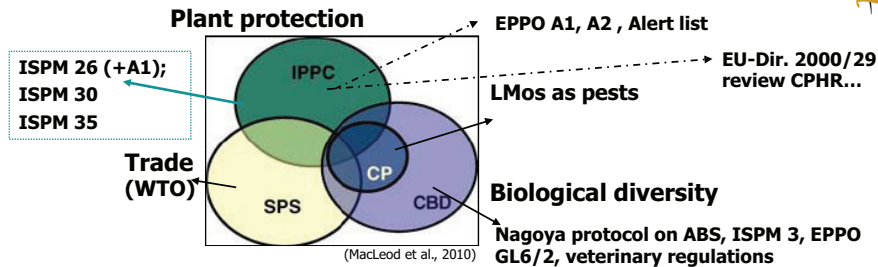 Plant protection
EPPO A1, A2 , Alert list
ISPM 26 (+A1);
ISPM 30
ISPM 35
IPPC
EU-Dir. 2000/29
review CPHR...
LMos as pests
Trade
(WTO)
SPS
CP
CBD
Biological diversity
(MacLeod et al., 2010)
Nagoya protocol on ABS, ISPM 3, EPPO
GL6/2, veterinary regulations